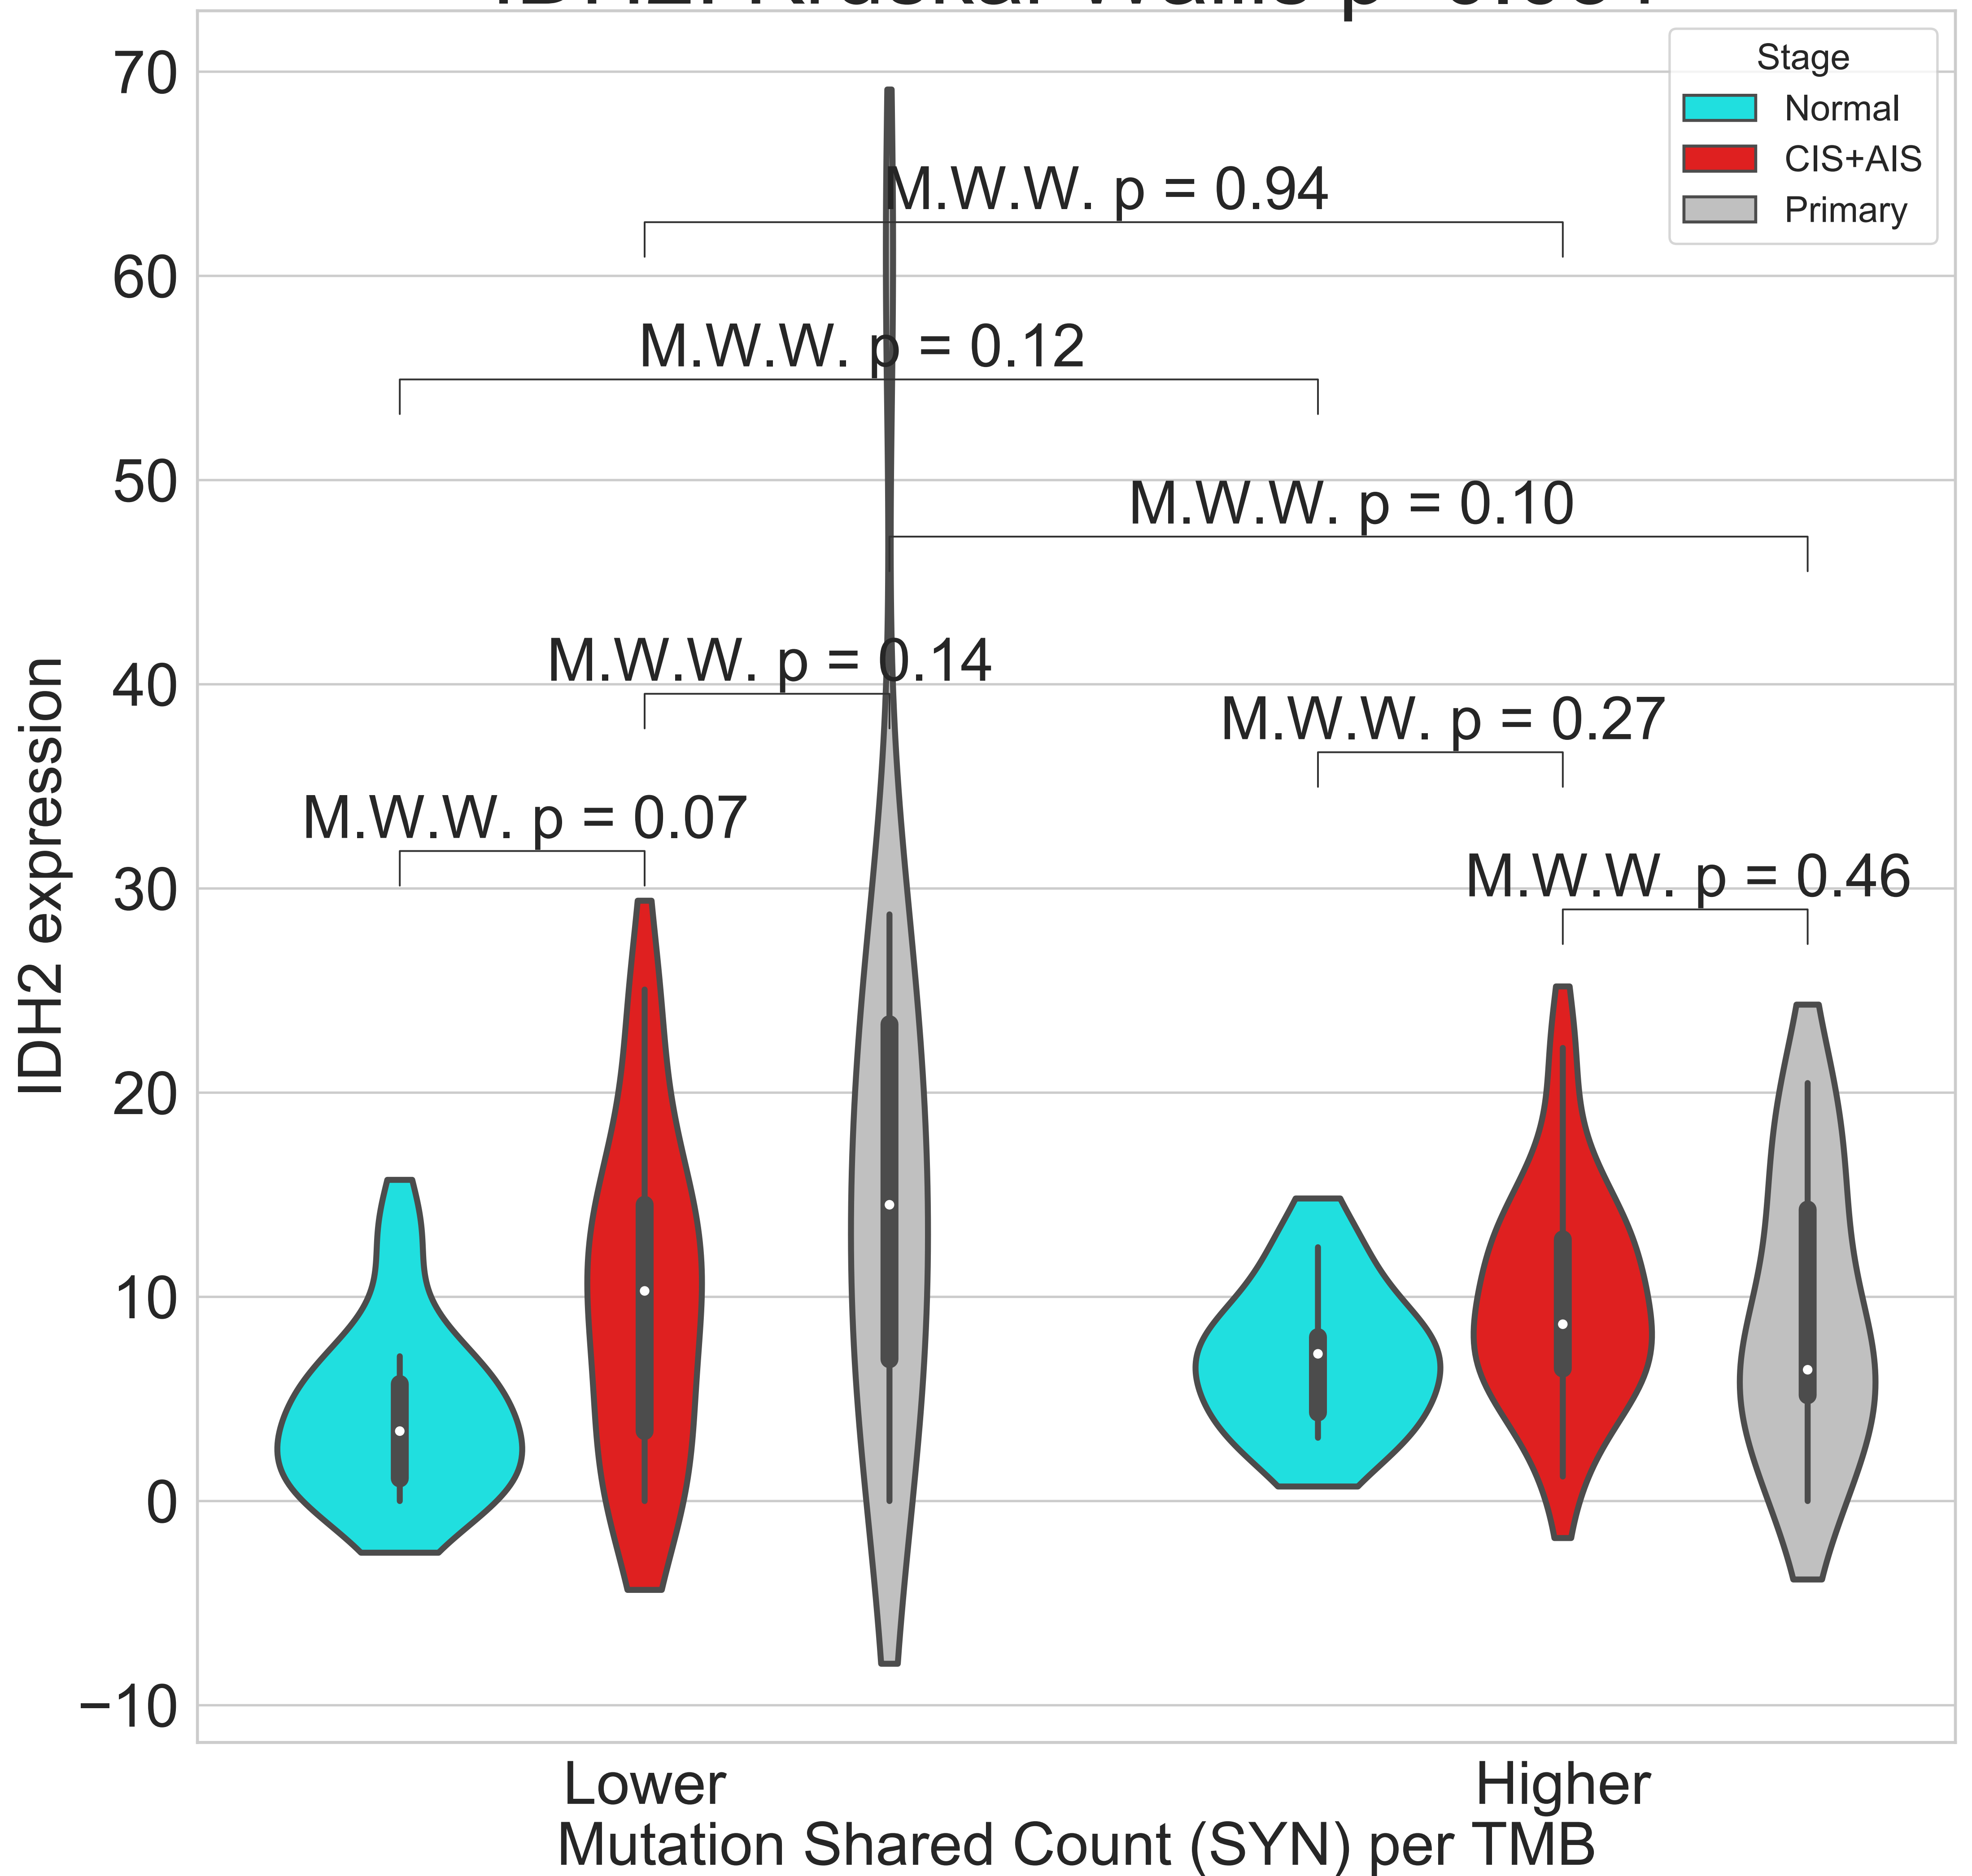 70
60
50
40
30
20
10
0
−10
IDH2 expression
Stage
Normal
CIS+AIS
Primary
M.W.W. p = 0.94
M.W.W. p = 0.12
M.W.W. p = 0.10
M.W.W. p = 0.14
M.W.W. p = 0.27
M.W.W. p = 0.07
M.W.W. p = 0.46
Lower
Higher
Mutation Shared Count (SYN) per TMB